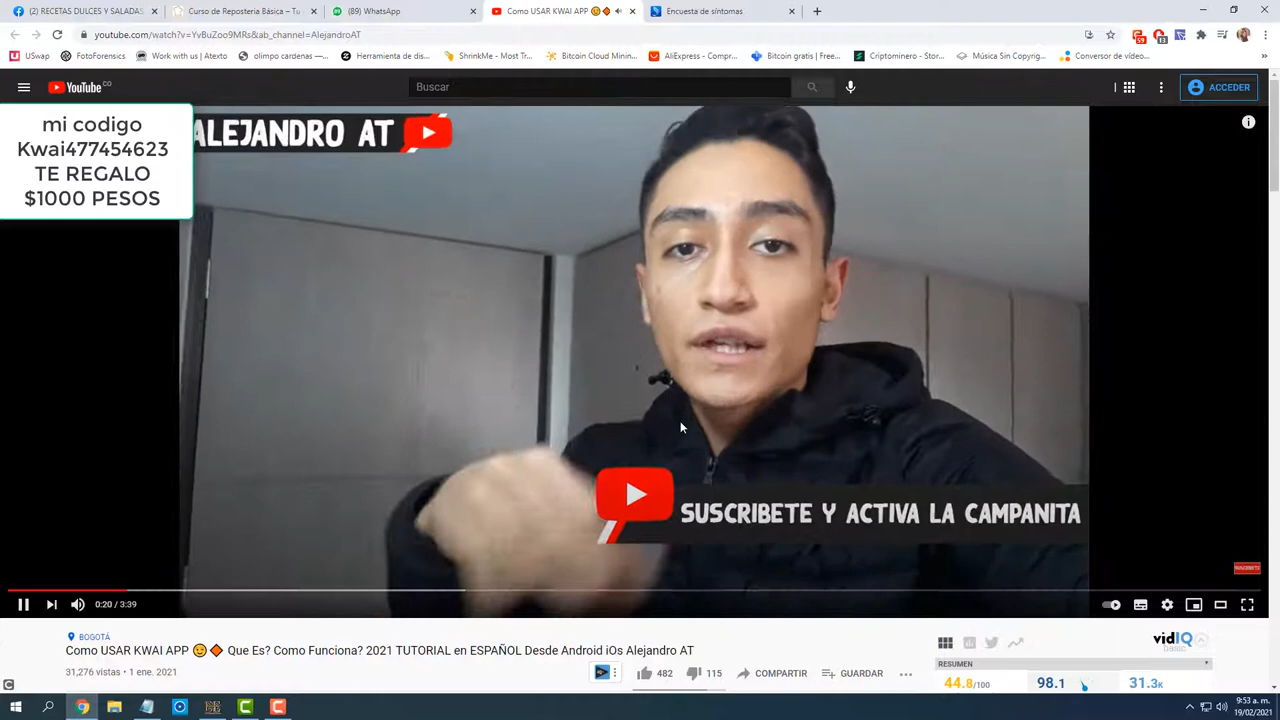 (2) RECETAS DULCES Y SALADAS
Curso de Repostería Básica – Tu
(89) WhatsApp
Como USAR KWAI APP 😉🔶
Encuesta de síntomas
youtube.com/watch?v=YvBuZoo9MRs&ab_channel=AlejandroAT
USwap
FotoForensics
Work with us | Atexto
olimpo cardenas —...
Herramienta de dis...
ShrinkMe - Most Tr...
Bitcoin Cloud Minin...
AliExpress - Compr...
Bitcoin gratis | Free...
Criptominero - Stor...
Música Sin Copyrig...
Conversor de vídeo...
YouTube CO
Buscar
ACCEDER
mi codigo
Kwai477454623
TE REGALO
$1000 PESOS
ALEJANDRO AT
SUSCRIBETE Y ACTIVA LA CAMPANITA
SUSCRIBETE
0:20 / 3:39
BOGOTÁ
Como USAR KWAI APP 😉🔶 Que Es? Como Funciona? 2021 TUTORIAL en ESPAÑOL Desde Android iOs Alejandro AT
31,276 vistas • 1 ene. 2021
482
115
COMPARTIR
GUARDAR
vidIQ
basic
RESUMEN
44.8/100
98.1
31.3K
9:53 a. m.
19/02/2021